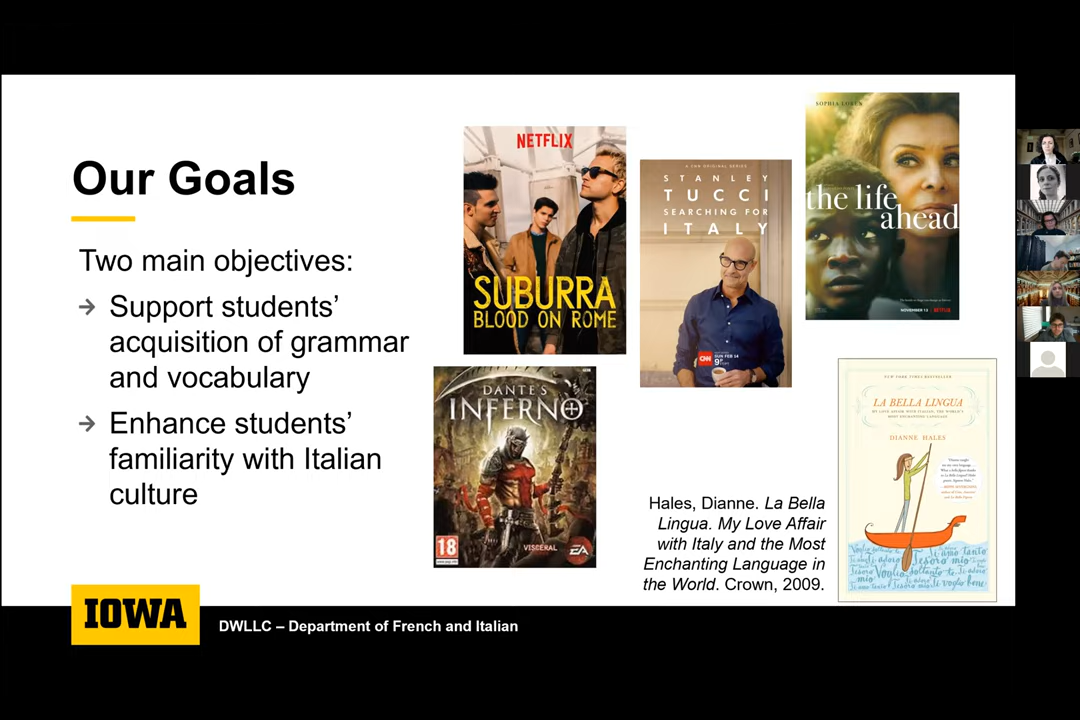 Our Goals
Two main objectives:
→ Support students’
acquisition of grammar
and vocabulary
→ Enhance students’
familiarity with Italian
culture
NETFLIX
SUBURRA
BLOOD ON ROME
STANLEY
TUCCI
SEARCHING FOR
ITALY
CNN
SUN FEB 14
9P
SOPHIA LOREN
the life
ahead
NOVEMBER 13 NETFLIX
DANTE'S
INFERNO
18
VISCERAL
EA
Hales, Dianne. La Bella
Lingua. My Love Affair
with Italy and the Most
Enchanting Language in
the World. Crown, 2009.
NEW YORK TIMES BESTSELLER
LA BELLA LINGUA
MY LOVE AFFAIR WITH ITALIAN, THE WORLD'S
MOST ENCHANTING LANGUAGE
DIANNE HALES
IOWA
DWLLC – Department of French and Italian